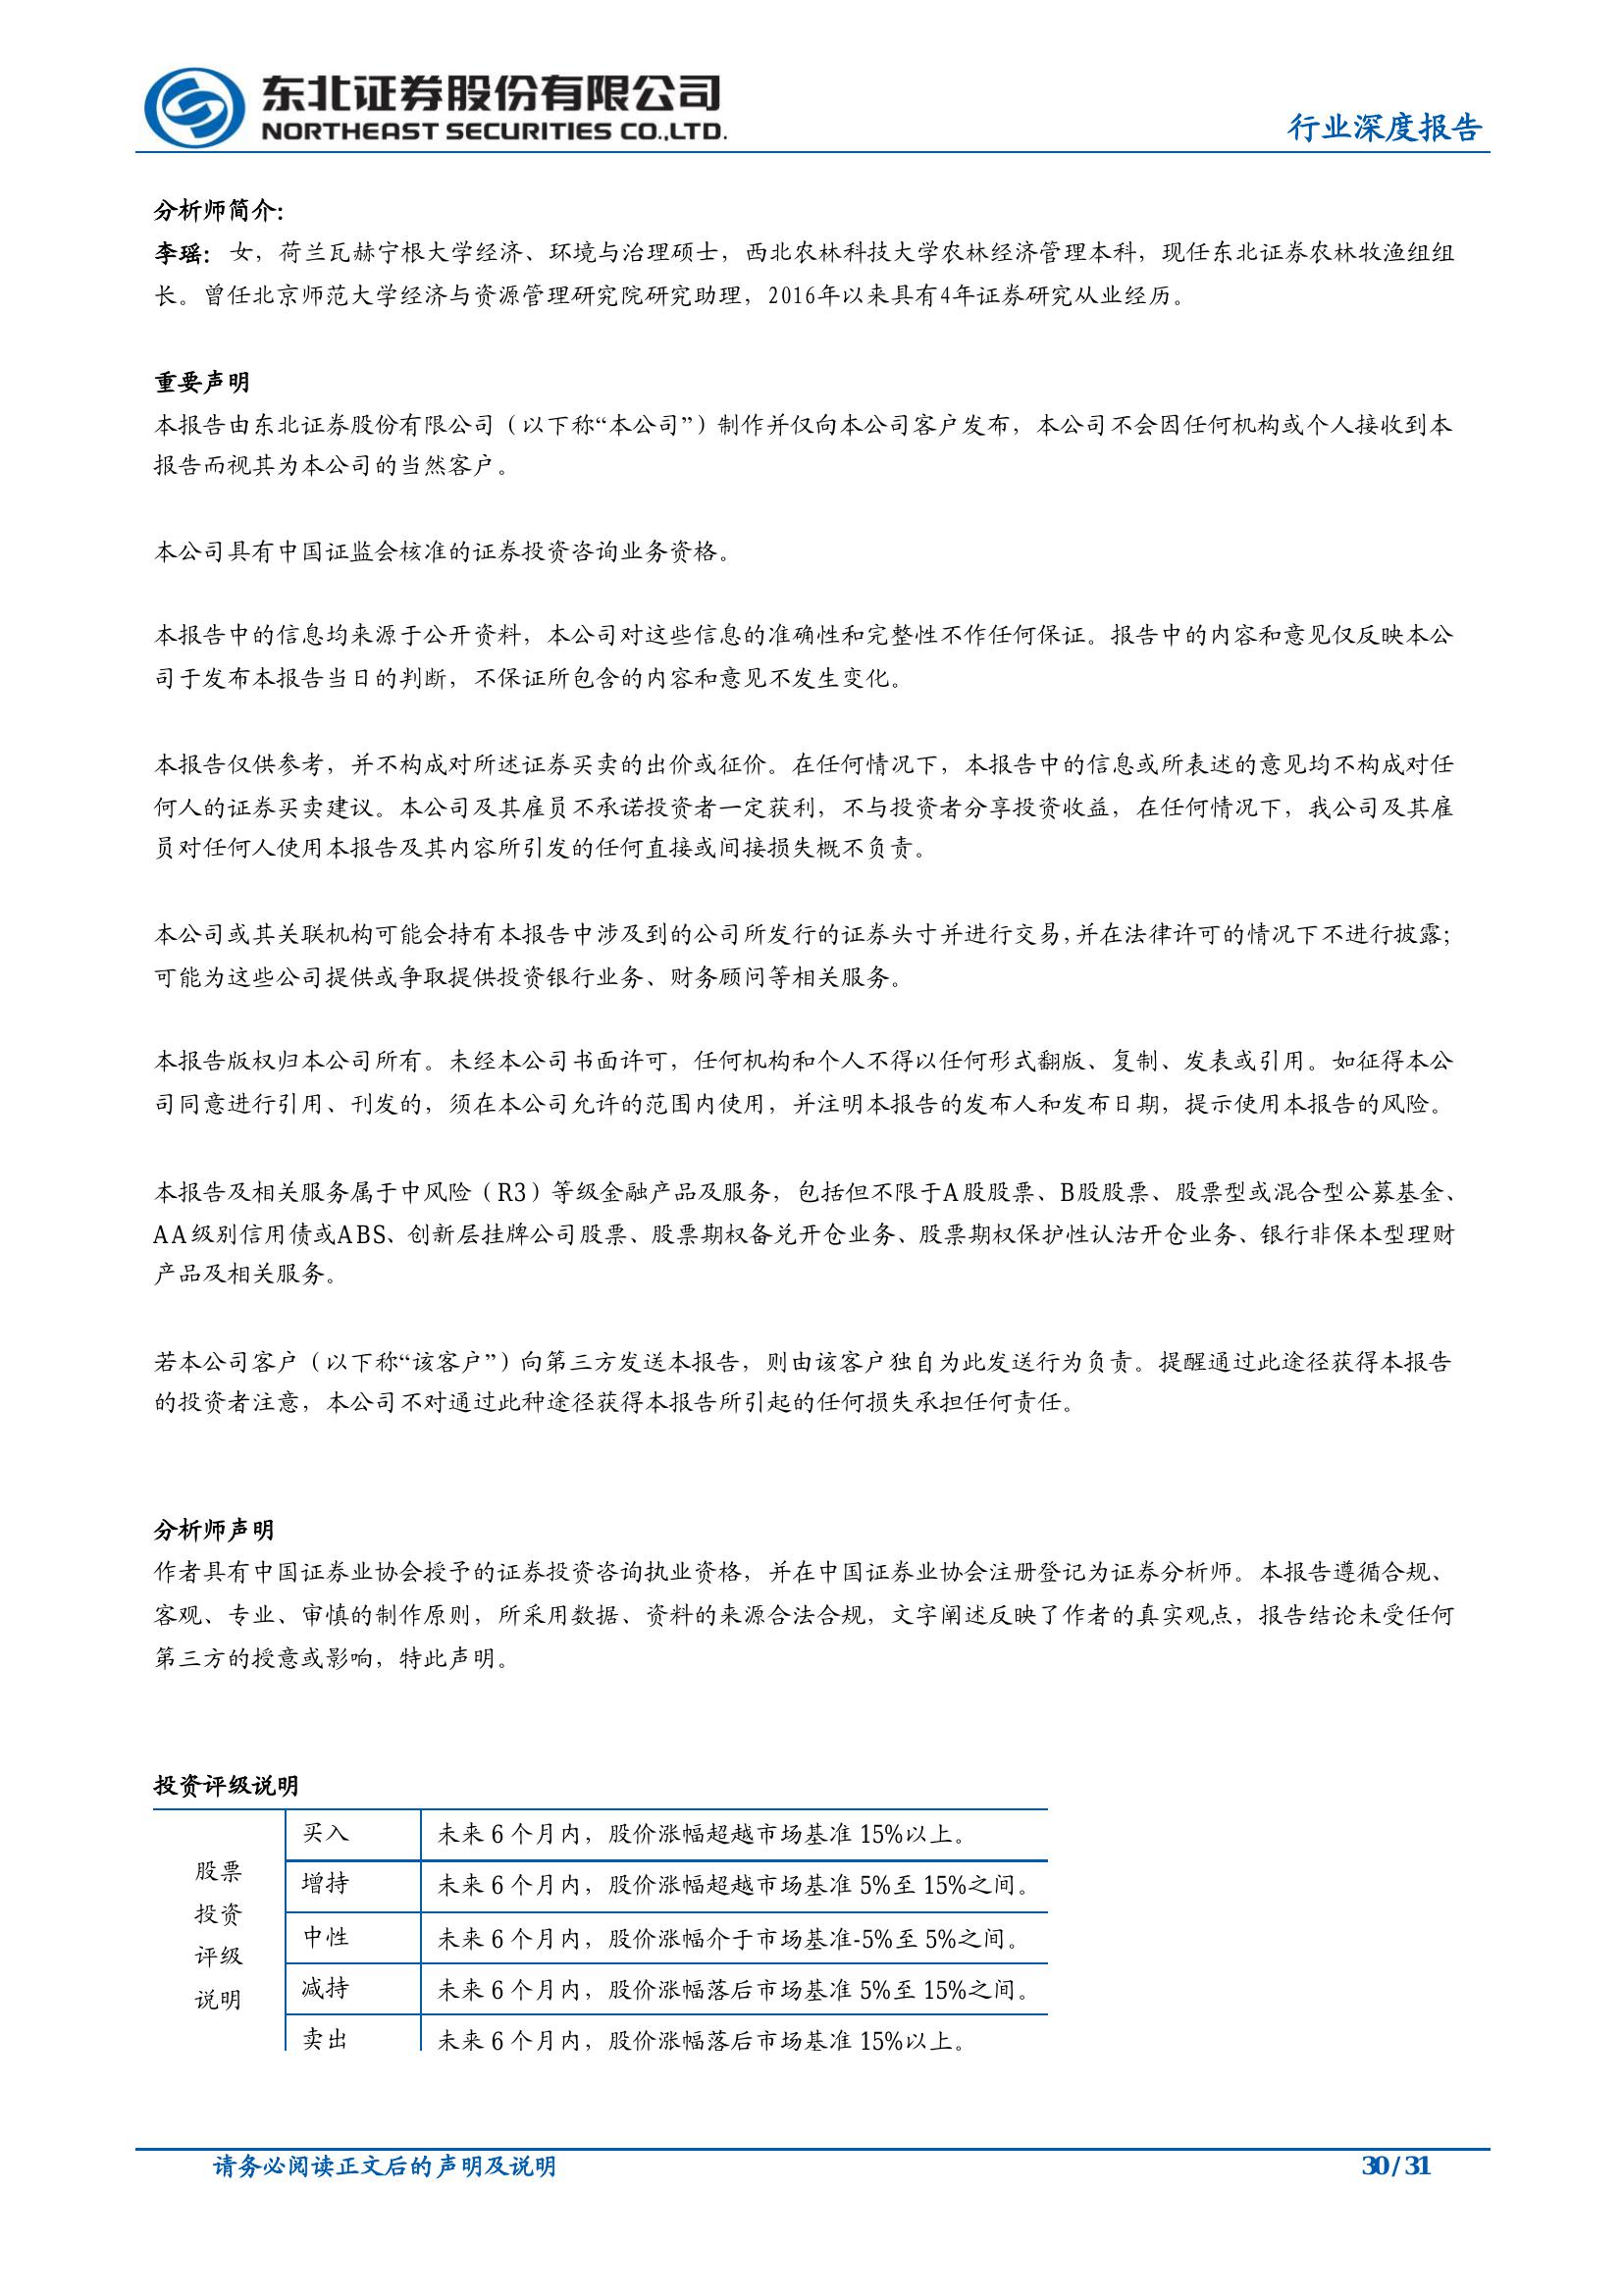 东北证券股份有限公司
NORTHEAST SECURITIES CO.,LTD.
行业深度报告
分析师简介:
李瑶：女，荷兰瓦赫宁根大学经济、环境与治理硕士，西北农林科技大学农林经济管理本科，现任东北证券农林牧渔组组
长。曾任北京师范大学经济与资源管理研究院研究助理，2016年以来具有4年证券研究从业经历。
重要声明
本报告由东北证券股份有限公司（以下称“本公司”）制作并仅向本公司客户发布，本公司不会因任何机构或个人接收到本
报告而视其为本公司的当然客户。
本公司具有中国证监会核准的证券投资咨询业务资格。
本报告中的信息均来源于公开资料，本公司对这些信息的准确性和完整性不作任何保证。报告中的内容和意见仅反映本公
司于发布本报告当日的判断，不保证所包含的内容和意见不发生变化。
本报告仅供参考，并不构成对所述证券买卖的出价或征价。在任何情况下，本报告中的信息或所表述的意见均不构成对任
何人的证券买卖建议。本公司及其雇员不承诺投资者一定获利，不与投资者分享投资收益，在任何情况下，我公司及其雇
员对任何人使用本报告及其内容所引发的任何直接或间接损失概不负责。
本公司或其关联机构可能会持有本报告中涉及到的公司所发行的证券头寸并进行交易，并在法律许可的情况下不进行披露；
可能为这些公司提供或争取提供投资银行业务、财务顾问等相关服务。
本报告版权归本公司所有。未经本公司书面许可，任何机构和个人不得以任何形式翻版、复制、发表或引用。如征得本公
司同意进行引用、刊发的，须在本公司允许的范围内使用，并注明本报告的发布人和发布日期，提示使用本报告的风险。
本报告及相关服务属于中风险（R3）等级金融产品及服务，包括但不限于A股股票、B股股票、股票型或混合型公募基金、
AA级别信用债或ABS、创新层挂牌公司股票、股票期权备兑开仓业务、股票期权保护性认沽开仓业务、银行非保本型理财
产品及相关服务。
若本公司客户（以下称“该客户”）向第三方发送本报告，则由该客户独自为此发送行为负责。提醒通过此途径获得本报告
的投资者注意，本公司不对通过此种途径获得本报告所引起的任何损失承担任何责任。
分析师声明
作者具有中国证券业协会授予的证券投资咨询执业资格，并在中国证券业协会注册登记为证券分析师。本报告遵循合规、
客观、专业、审慎的制作原则，所采用数据、资料的来源合法合规，文字阐述反映了作者的真实观点，报告结论未受任何
第三方的授意或影响，特此声明。
投资评级说明
股票
投资
评级
说明
买入 未来 6 个月内，股价涨幅超越市场基准 15%以上。
增持 未来 6 个月内，股价涨幅超越市场基准 5%至 15%之间。
中性 未来 6 个月内，股价涨幅介于市场基准-5%至 5%之间。
减持 未来 6 个月内，股价涨幅落后市场基准 5%至 15%之间。
卖出 未来 6 个月内，股价涨幅落后市场基准 15%以上。
请务必阅读正文后的声明及说明
30 / 31